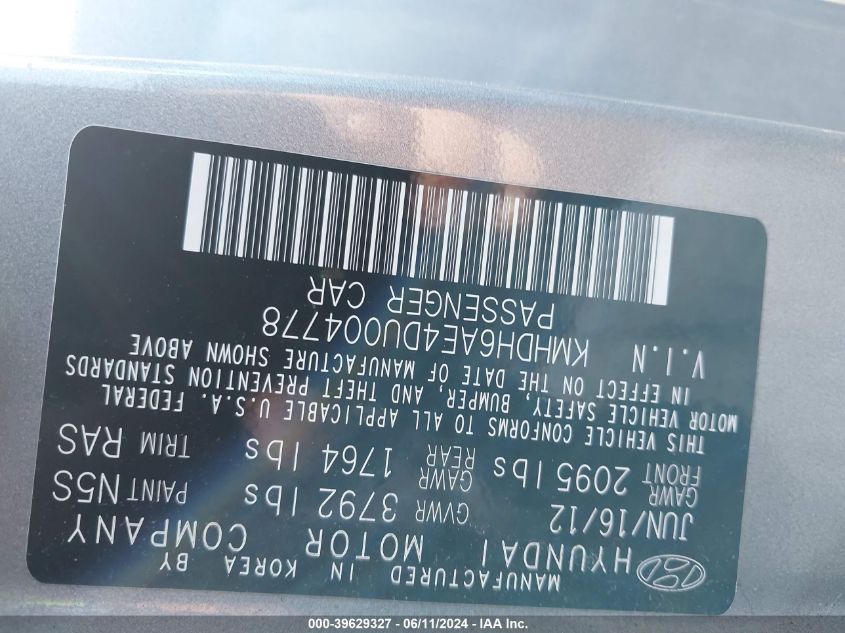 MANUFACTURED IN KOREA BY
HYUNDAI MOTOR COMPANY
JUN/16/12 GVWR 3792 lbs PAINT N5S
GAWR FRONT 2095 lbs GAWR REAR 1764 lbs TRIM RAS
THIS VEHICLE CONFORMS TO ALL APPLICABLE U.S.A. FEDERAL
MOTOR VEHICLE SAFETY, BUMPER, AND THEFT PREVENTION STANDARDS
IN EFFECT ON THE DATE OF MANUFACTURE SHOWN ABOVE
V.I.N KMHDH6AE4DU004778
PASSENGER CAR
000-39629327 - 06/11/2024 - IAA Inc.